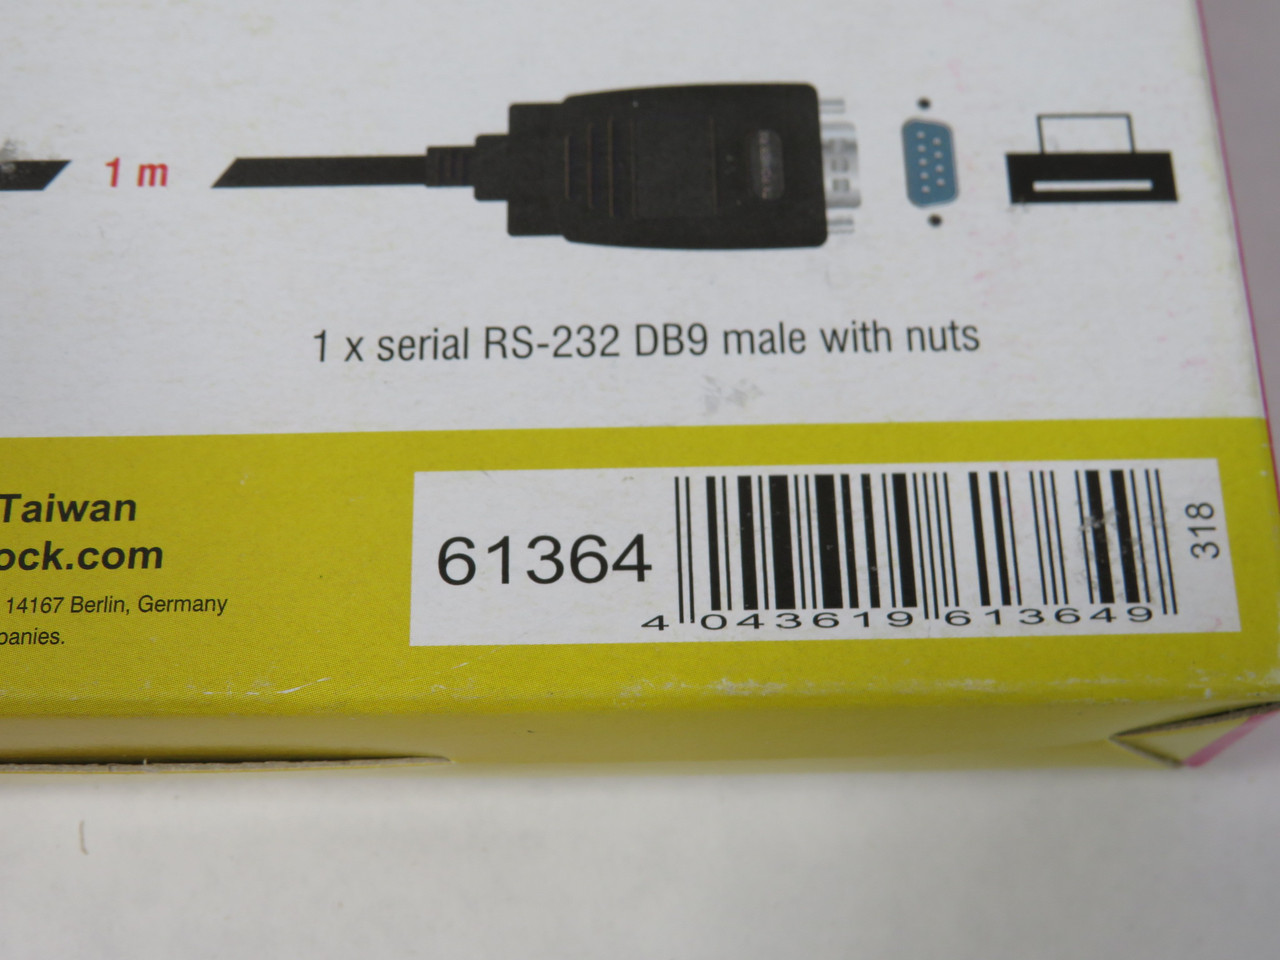 1 m
1 x serial RS-232 DB9 male with nuts
Taiwan
ock.com
14167 Berlin, Germany
panies.
61364
4 043619 613649
318